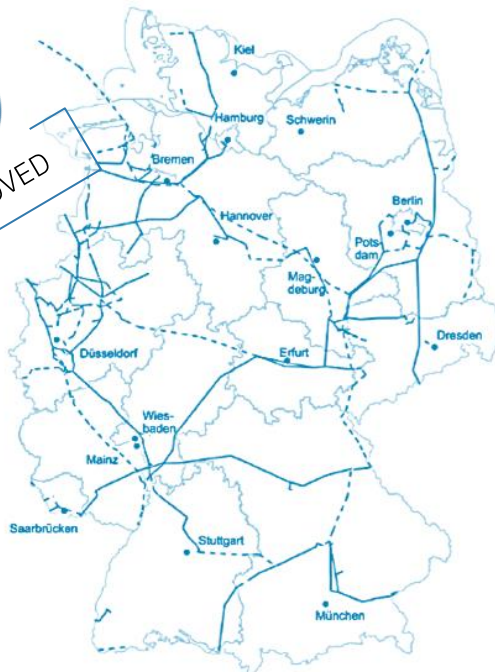 Kiel
Hamburg
Schwerin
Bremen
Hannover
Berlin
Pots-
dam
Mag-
deburg
Düsseldorf
Erfurt
Dresden
Wies-
baden
Mainz
Saarbrücken
Stuttgart
München